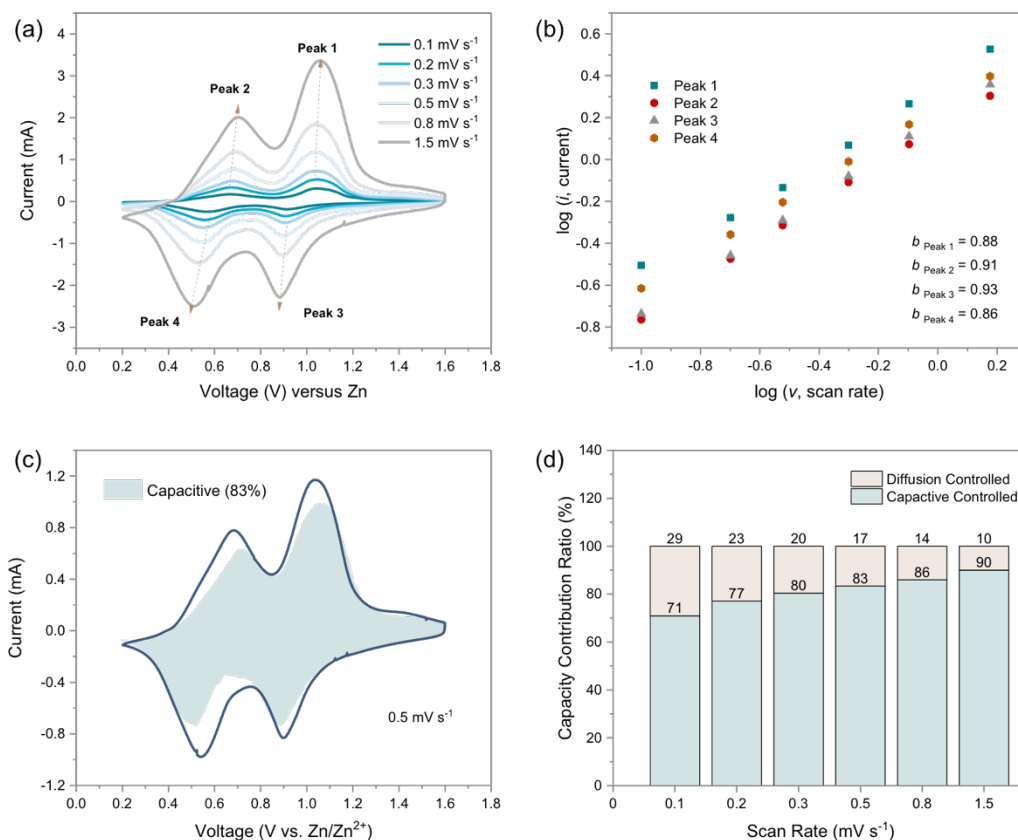 (a)
Peak 1
Peak 2
0.1 mV s⁻¹
0.2 mV s⁻¹
0.3 mV s⁻¹
0.5 mV s⁻¹
0.8 mV s⁻¹
1.5 mV s⁻¹
4
3
2
1
0
-1
-2
-3
Current (mA)
Peak 4
Peak 3
0.0 0.2 0.4 0.6 0.8 1.0 1.2 1.4 1.6 1.8
Voltage (V) versus Zn
(b)
0.6
0.4
0.2
0.0
-0.2
-0.4
-0.6
-0.8
log (i, current)
Peak 1
Peak 2
Peak 3
Peak 4
b Peak 1 = 0.88
b Peak 2 = 0.91
b Peak 3 = 0.93
b Peak 4 = 0.86
-1.0 -0.8 -0.6 -0.4 -0.2 0.0 0.2
log (v, scan rate)
(c)
Capacitive (83%)
1.2
0.8
0.4
0.0
-0.4
-0.8
-1.2
Current (mA)
0.5 mV s⁻¹
0.0 0.2 0.4 0.6 0.8 1.0 1.2 1.4 1.6 1.8
Voltage (V vs. Zn/Zn²⁺)
(d)
140
120
100
80
60
40
20
0
Capacity Contribution Ratio (%)
Diffusion Controlled
Capactive Controlled
29 23 20 17 14 10
71 77 80 83 86 90
0 0.1 0.2 0.3 0.5 0.8 1.5
Scan Rate (mV s⁻¹)